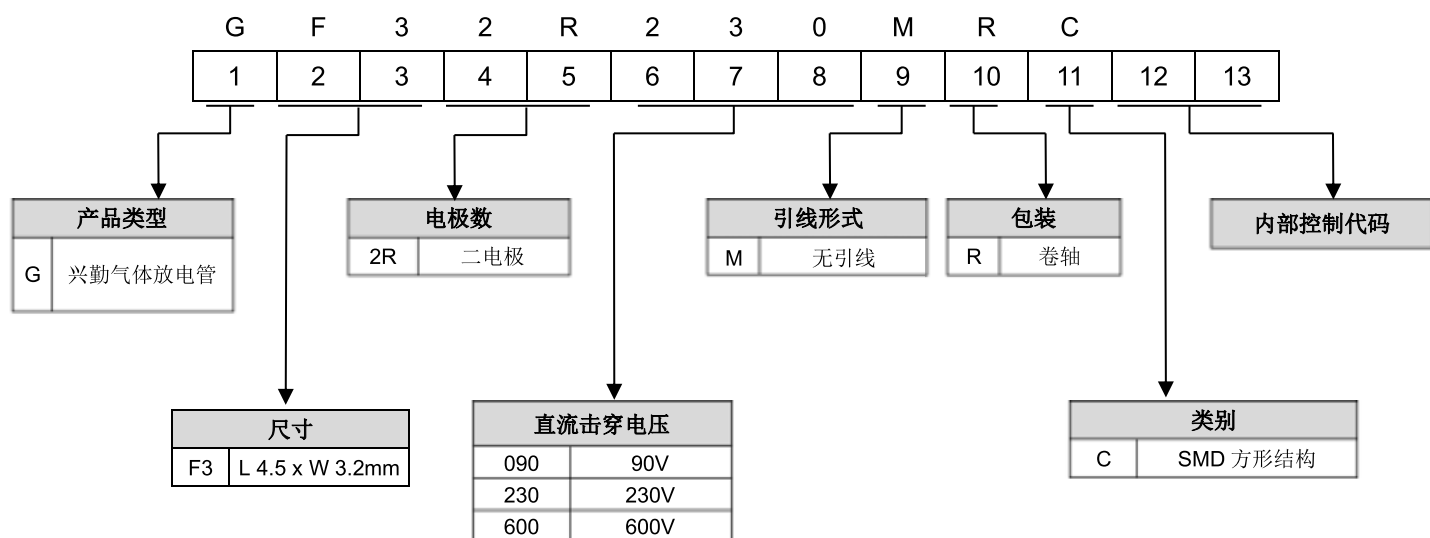 G F 3 2 R 2 3 0 M R C
1 2 3 4 5 6 7 8 9 10 11 12 13
产品类型
G 兴勤气体放电管
电极数
2R 二电极
引线形式
M 无引线
包装
R 卷轴
内部控制代码
尺寸
F3 L 4.5 x W 3.2mm
直流击穿电压
090 90V
230 230V
600 600V
类别
C SMD 方形结构